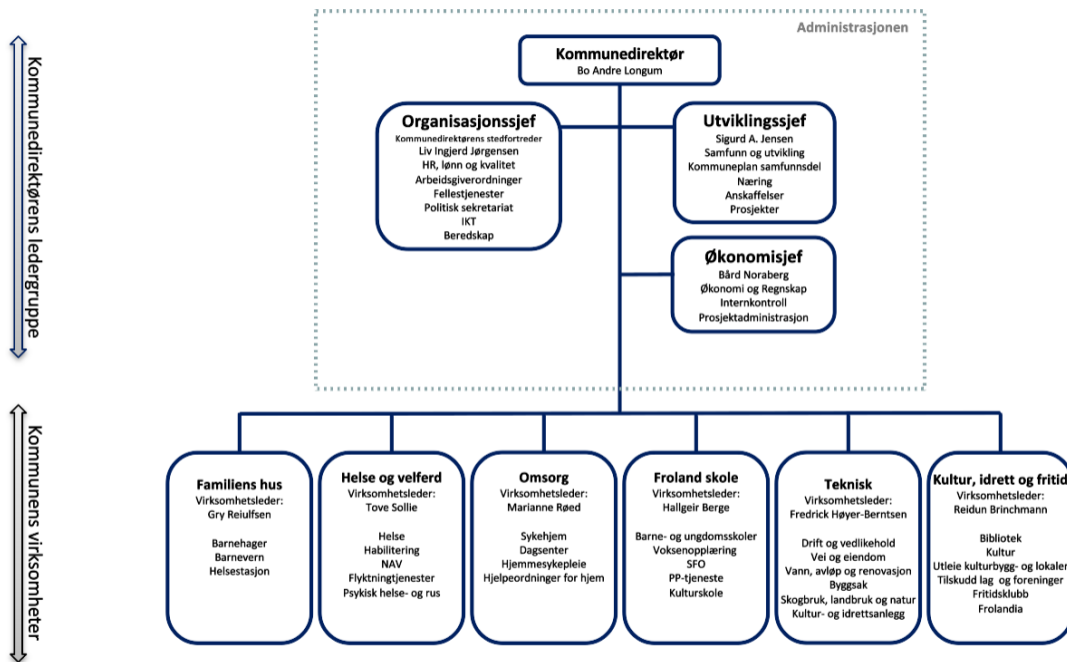 Administrasjonen
Kommunedirektørens ledergruppe
Kommunedirektør
Bo Andre Longum
Organisasjonssjef
Kommunedirektørens stedfortreder
Liv Ingjerd Jørgensen
HR, lønn og kvalitet
Arbeidsgiverordninger
Fellestjenester
Politisk sekretariat
IKT
Beredskap
Utviklingssjef
Sigurd A. Jensen
Samfunn og utvikling
Kommuneplan samfunnsdel
Næring
Anskaffelser
Prosjekter
Økonomisjef
Bård Noraberg
Økonomi og Regnskap
Internkontroll
Prosjektadministrasjon
Kommunens virksomheter
Familiens hus
Virksomhetsleder:
Gry Reiulfsen
Barnehager
Barnevern
Helsestasjon
Helse og velferd
Virksomhetsleder:
Tove Sollie
Helse
Habilitering
NAV
Flyktningtjenester
Psykisk helse- og rus
Omsorg
Virksomhetsleder:
Marianne Røed
Sykehjem
Dagsenter
Hjemmesykepleie
Hjelpeordninger for hjem
Froland skole
Virksomhetsleder:
Hallgeir Berge
Barne- og ungdomsskoler
Voksenopplæring
SFO
PP-tjeneste
Kulturskole
Teknisk
Virksomhetsleder:
Fredrick Høyer-Berntsen
Drift og vedlikehold
Vei og eiendom
Vann, avløp og renovasjon
Byggsak
Skogbruk, landbruk og natur
Kultur- og idrettsanlegg
Kultur, idrett og fritid
Virksomhetsleder:
Reidun Brinchmann
Bibliotek
Kultur
Utleie kulturbygg- og lokaler
Tilskudd lag og foreninger
Fritidsklubb
Frolandia